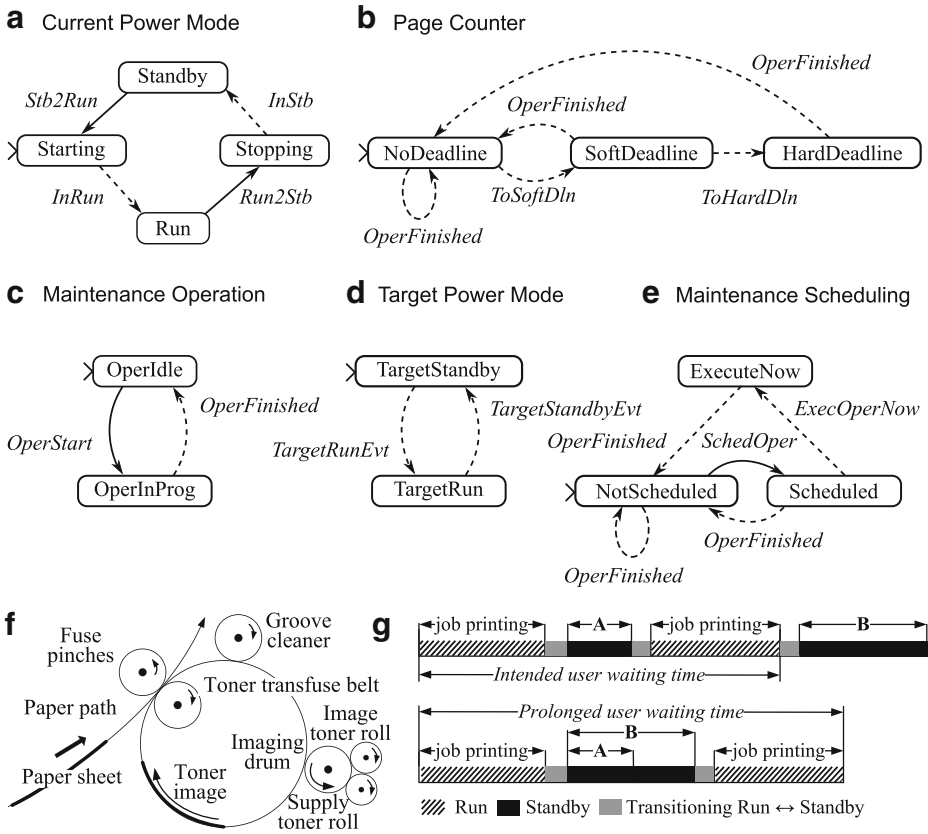 a Current Power Mode
Standby
Stb2Run
InStb
Starting
Stopping
InRun
Run2Stb
Run
b Page Counter
OperFinished
OperFinished
NoDeadline
SoftDeadline
HardDeadline
ToSoftDln
ToHardDln
OperFinished
c Maintenance Operation
OperIdle
OperFinished
OperStart
OperInProg
d Target Power Mode
TargetStandby
TargetStandbyEvt
TargetRunEvt
TargetRun
e Maintenance Scheduling
ExecuteNow
ExecOperNow
OperFinished
SchedOper
NotScheduled
Scheduled
OperFinished
OperFinished
f
Groove
cleaner
Fuse
pinches
Toner transfuse belt
Paper path
Image
toner roll
Imaging
drum
Paper sheet
Toner
image
Supply
toner roll
g
job printing A job printing B
Intended user waiting time
Prolonged user waiting time
B
job printing A job printing
Run Standby Transitioning Run ↔ Standby